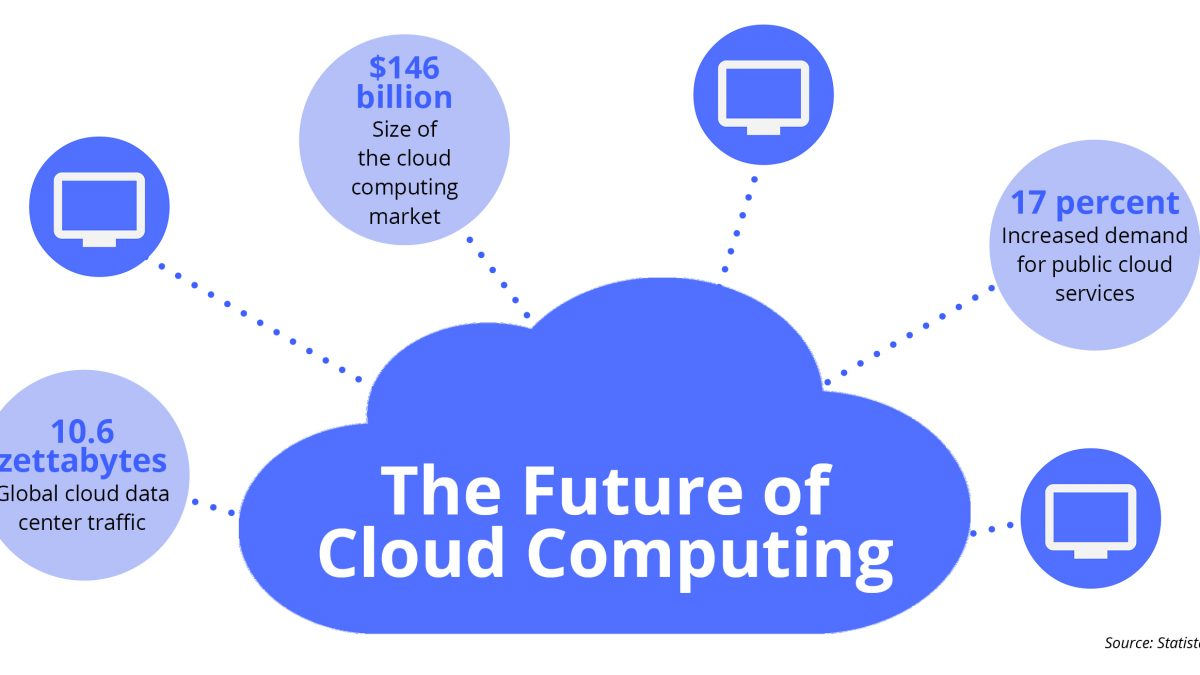 $146
billion
Size of
the cloud
computing
market
17 percent
Increased demand
for public cloud
services
10.6
zettabytes
Global cloud data
center traffic
The Future of
Cloud Computing
Source: Statist